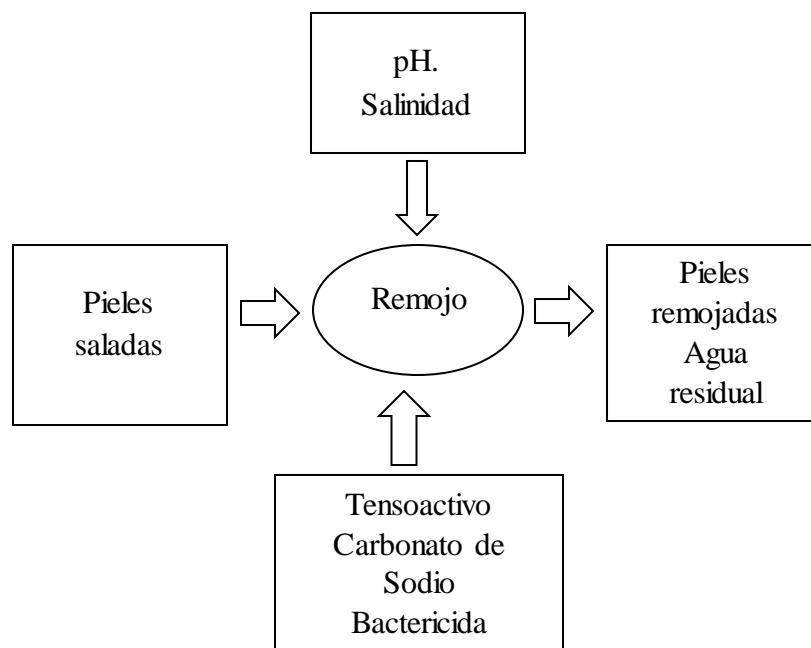 pH.
Salinidad
Pieles
saladas
Remojo
Pieles
remojadas
Agua
residual
Tensoactivo
Carbonato de
Sodio
Bactericida